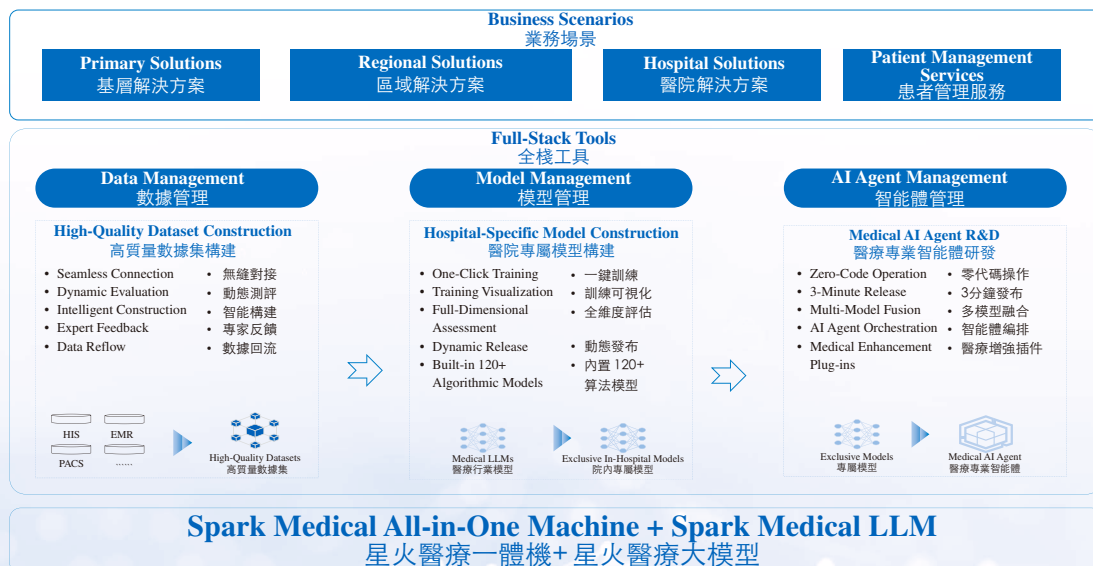 Business Scenarios
業務場景
Primary Solutions
基層解決方案
Regional Solutions
區域解決方案
Hospital Solutions
醫院解決方案
Patient Management
Services
患者管理服務
Full-Stack Tools
全棧工具
Data Management
數據管理
High-Quality Dataset Construction
高質量數據集構建
• Seamless Connection
• Dynamic Evaluation
• Intelligent Construction
• Expert Feedback
• Data Reflow
• 無縫對接
• 動態測評
• 智能構建
• 專家反饋
• 數據回流
HIS
EMR
PACS
......
High-Quality Datasets
高質量數據集
Model Management
模型管理
Hospital-Specific Model Construction
醫院專屬模型構建
• One-Click Training
• Training Visualization
• Full-Dimensional
Assessment
• Dynamic Release
• Built-in 120+
Algorithmic Models
• 一鍵訓練
• 訓練可視化
• 全維度評估
• 動態發布
• 內置 120+
算法模型
Medical LLMs
醫療行業模型
Exclusive In-Hospital Models
院內專屬模型
AI Agent Management
智能體管理
Medical AI Agent R&D
醫療專業智能體研發
• Zero-Code Operation
• 3-Minute Release
• Multi-Model Fusion
• AI Agent Orchestration
• Medical Enhancement
Plug-ins
• 零代碼操作
• 3分鐘發布
• 多模型融合
• 智能體編排
• 醫療增強插件
Exclusive Models
專屬模型
Medical AI Agent
醫療專業智能體
Spark Medical All-in-One Machine + Spark Medical LLM
星火醫療一體機+ 星火醫療大模型